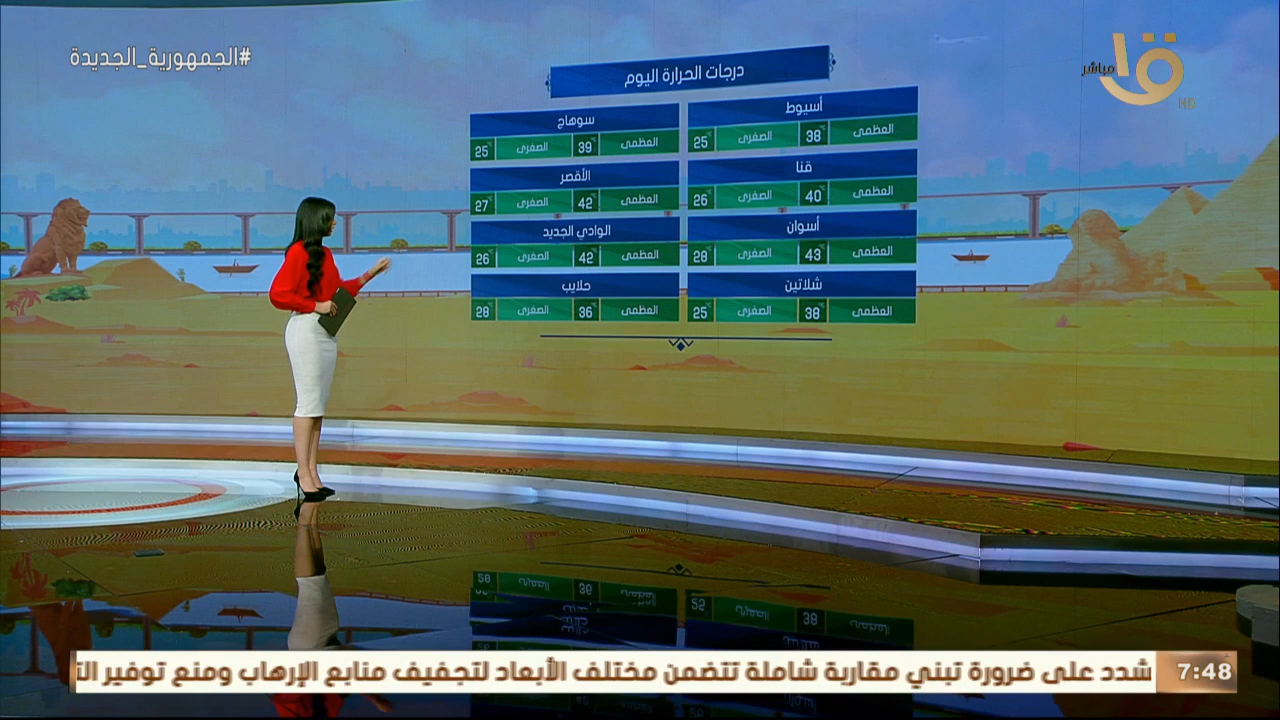 #الجمهورية_الجديدة
مباشر
HD
درجات الحرارة اليوم
أسيوط
العظمى 38 الصغرى 25
سوهاج
العظمى 39 الصغرى 25
قنا
العظمى 40 الصغرى 26
الأقصر
العظمى 42 الصغرى 27
أسوان
العظمى 43 الصغرى 28
الوادي الجديد
العظمى 42 الصغرى 26
شلاتين
العظمى 38 الصغرى 25
حلايب
العظمى 36 الصغرى 28
7:48 شدد على ضرورة تبني مقاربة شاملة تتضمن مختلف الأبعاد لتجفيف منابع الإرهاب ومنع توفير